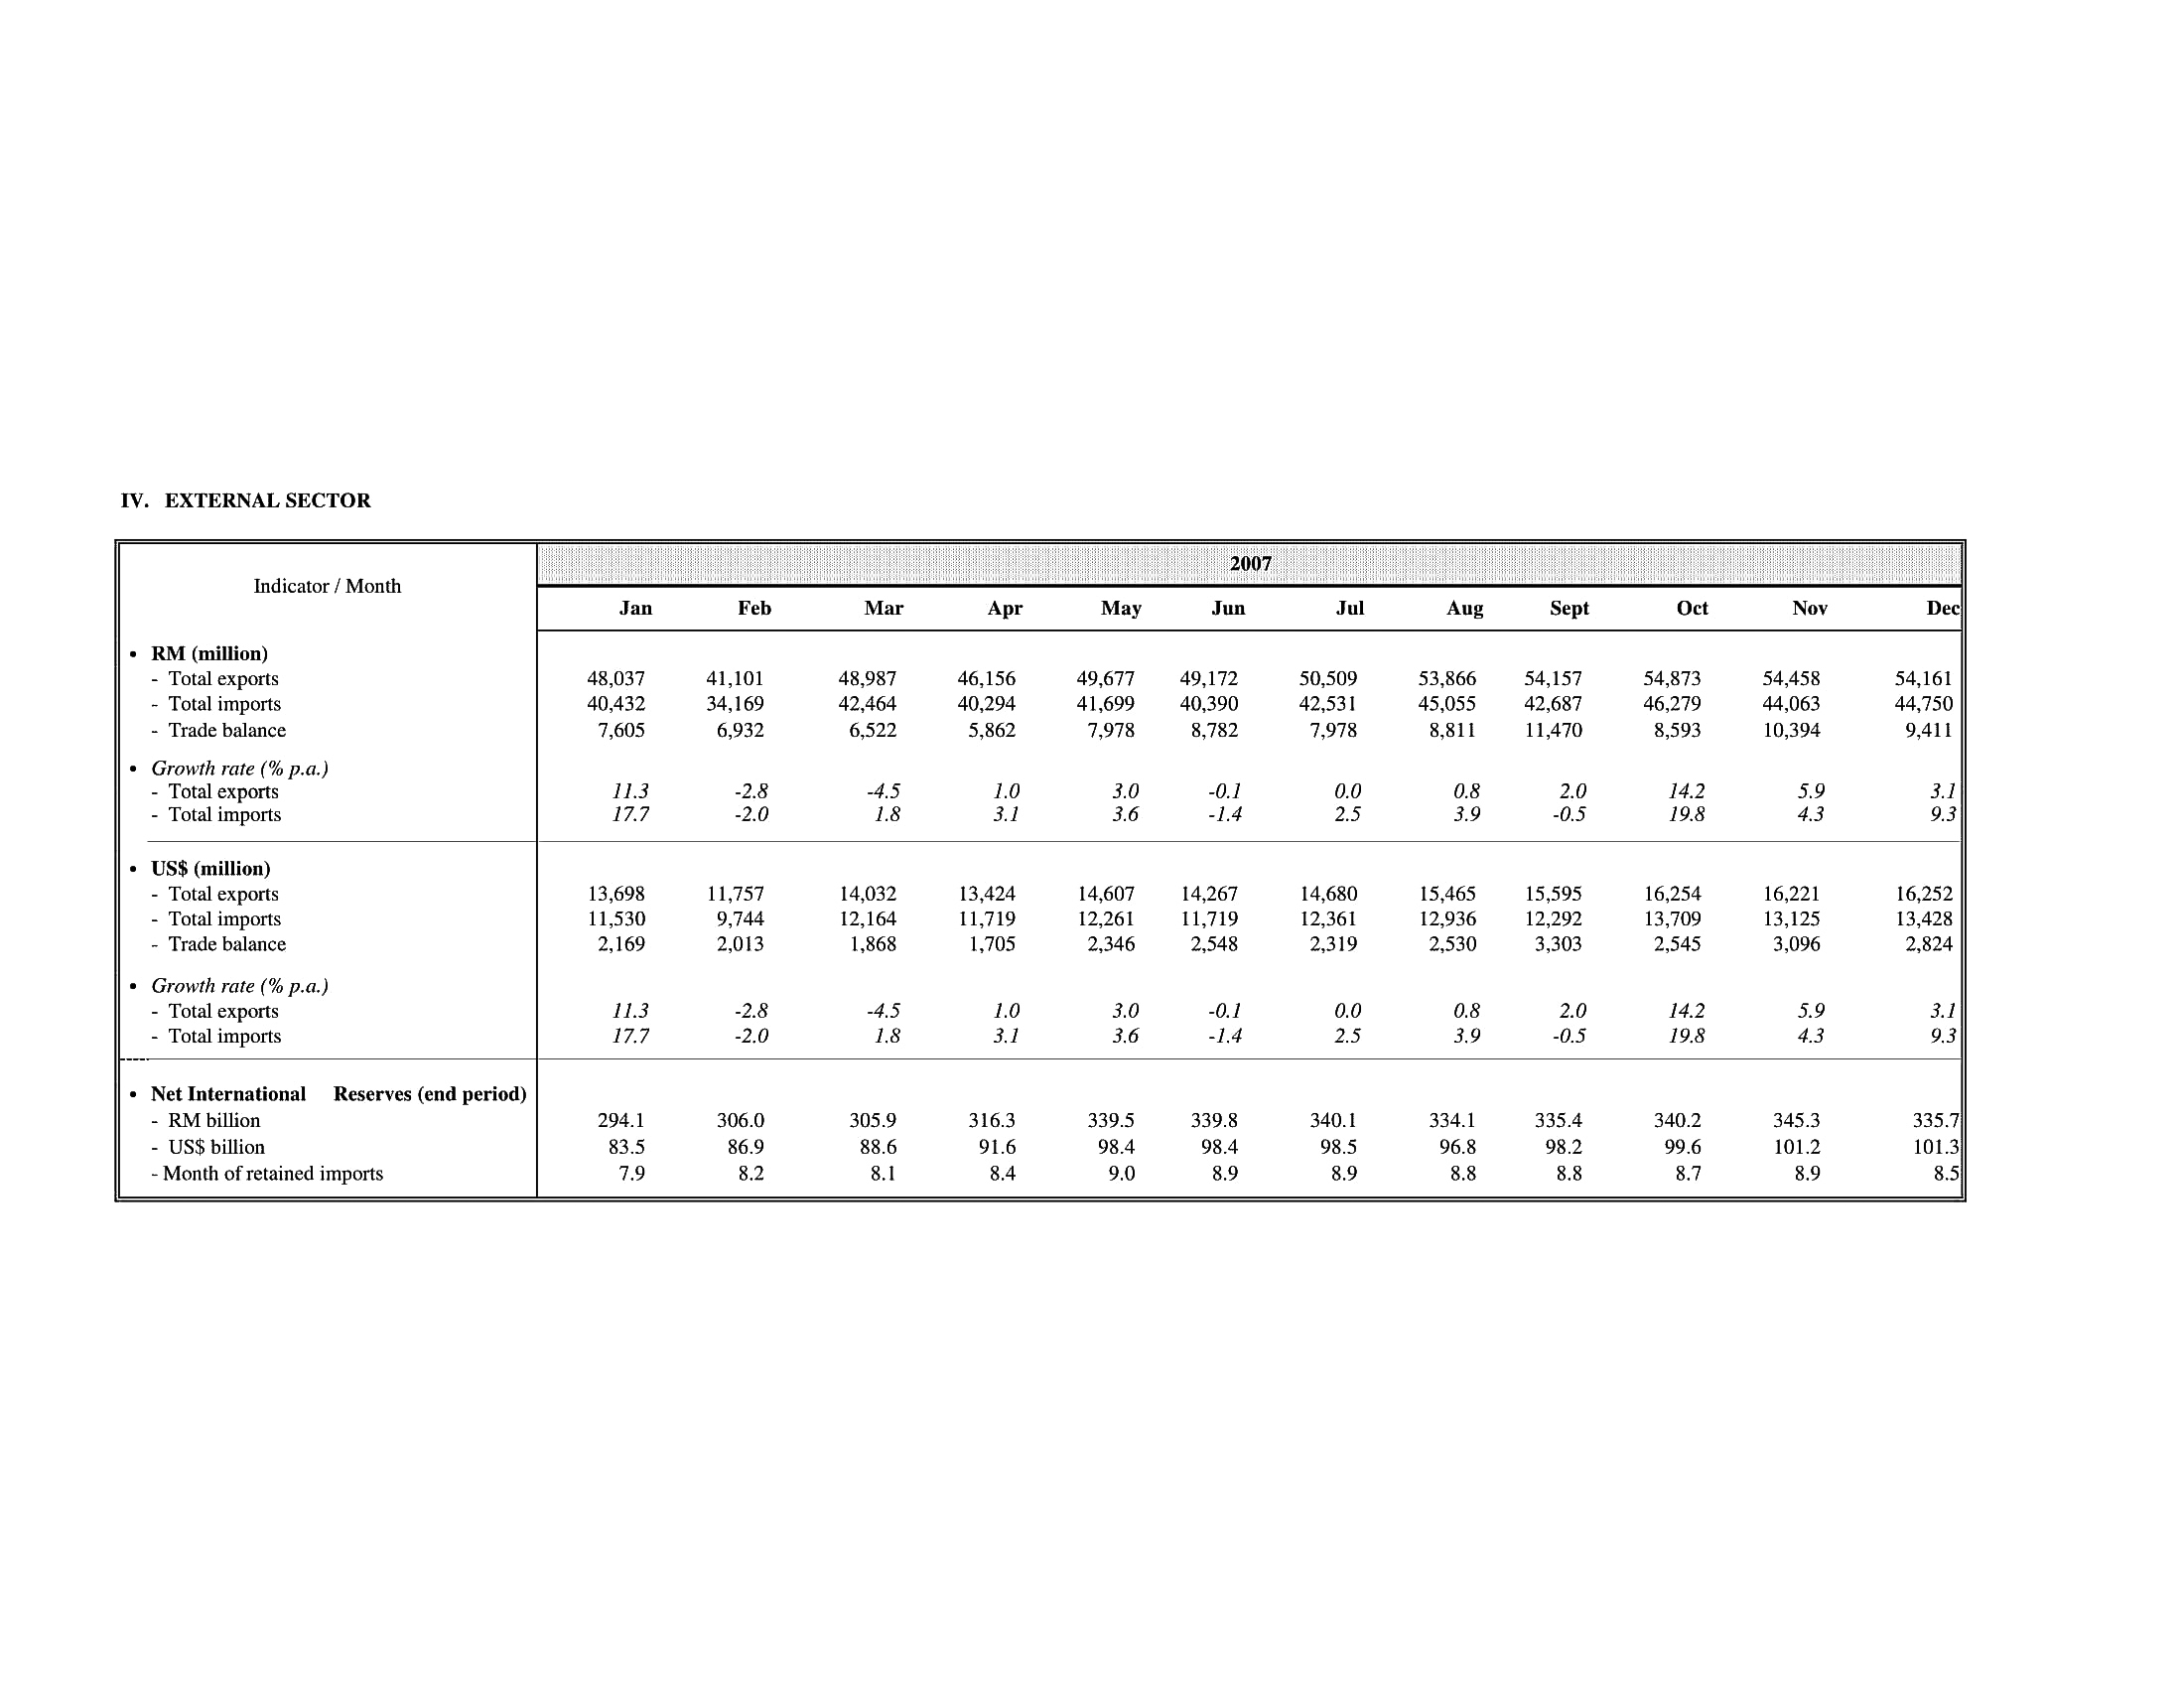 IV. EXTERNAL SECTOR
Indicator / Month
2007
Jan Feb Mar Apr May Jun Jul Aug Sept Oct Nov Dec
• RM (million)
- Total exports 48,037 41,101 48,987 46,156 49,677 49,172 50,509 53,866 54,157 54,873 54,458 54,161
- Total imports 40,432 34,169 42,464 40,294 41,699 40,390 42,531 45,055 42,687 46,279 44,063 44,750
- Trade balance 7,605 6,932 6,522 5,862 7,978 8,782 7,978 8,811 11,470 8,593 10,394 9,411
• Growth rate (% p.a.)
- Total exports 11.3 -2.8 -4.5 1.0 3.0 -0.1 0.0 0.8 2.0 14.2 5.9 3.1
- Total imports 17.7 -2.0 1.8 3.1 3.6 -1.4 2.5 3.9 -0.5 19.8 4.3 9.3
• US$ (million)
- Total exports 13,698 11,757 14,032 13,424 14,607 14,267 14,680 15,465 15,595 16,254 16,221 16,252
- Total imports 11,530 9,744 12,164 11,719 12,261 11,719 12,361 12,936 12,292 13,709 13,125 13,428
- Trade balance 2,169 2,013 1,868 1,705 2,346 2,548 2,319 2,530 3,303 2,545 3,096 2,824
• Growth rate (% p.a.)
- Total exports 11.3 -2.8 -4.5 1.0 3.0 -0.1 0.0 0.8 2.0 14.2 5.9 3.1
- Total imports 17.7 -2.0 1.8 3.1 3.6 -1.4 2.5 3.9 -0.5 19.8 4.3 9.3
• Net International Reserves (end period)
- RM billion 294.1 306.0 305.9 316.3 339.5 339.8 340.1 334.1 335.4 340.2 345.3 335.7
- US$ billion 83.5 86.9 88.6 91.6 98.4 98.4 98.5 96.8 98.2 99.6 101.2 101.3
- Month of retained imports 7.9 8.2 8.1 8.4 9.0 8.9 8.9 8.8 8.8 8.7 8.9 8.5